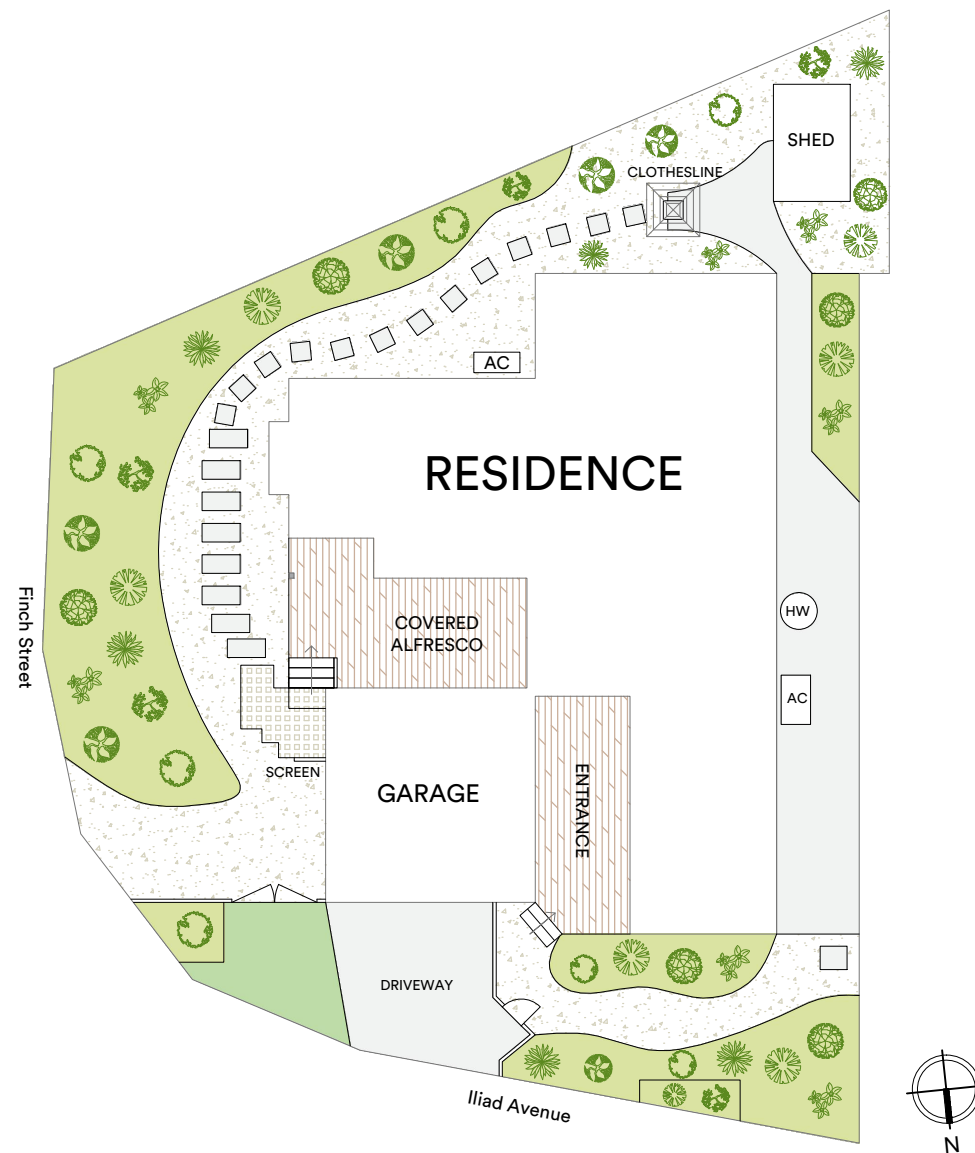 SHED
CLOTHESLINE
AC
RESIDENCE
Finch Street
HW
COVERED
ALFRESCO
AC
SCREEN
GARAGE
ENTRANCE
DRIVEWAY
Iliad Avenue
N